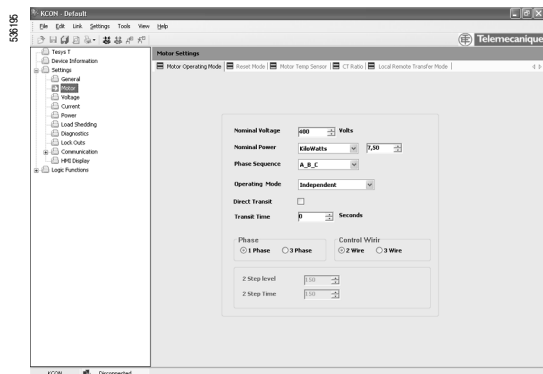 536195
KCON - Default
File Edit Link Settings Tools View Help
Telemecanique
Tesys T
Device Information
Settings
General
Motor
Voltage
Current
Power
Load Shedding
Diagnostics
Lock Outs
Communication
HMI Display
Logic Functions
Motor Settings
Motor Operating Mode Reset Mode Motor Temp Sensor CT Ratio Local Remote Transfer Mode
Nominal Voltage 400 Volts
Nominal Power KiloWatts 7,50
Phase Sequence A_B_C
Operating Mode Independent
Direct Transit
Transit Time 0 Seconds
Phase Control Wirir
1 Phase 3 Phase 2 Wire 3 Wire
2 Step level 150
2 Step Time 150
KCON Disconnected